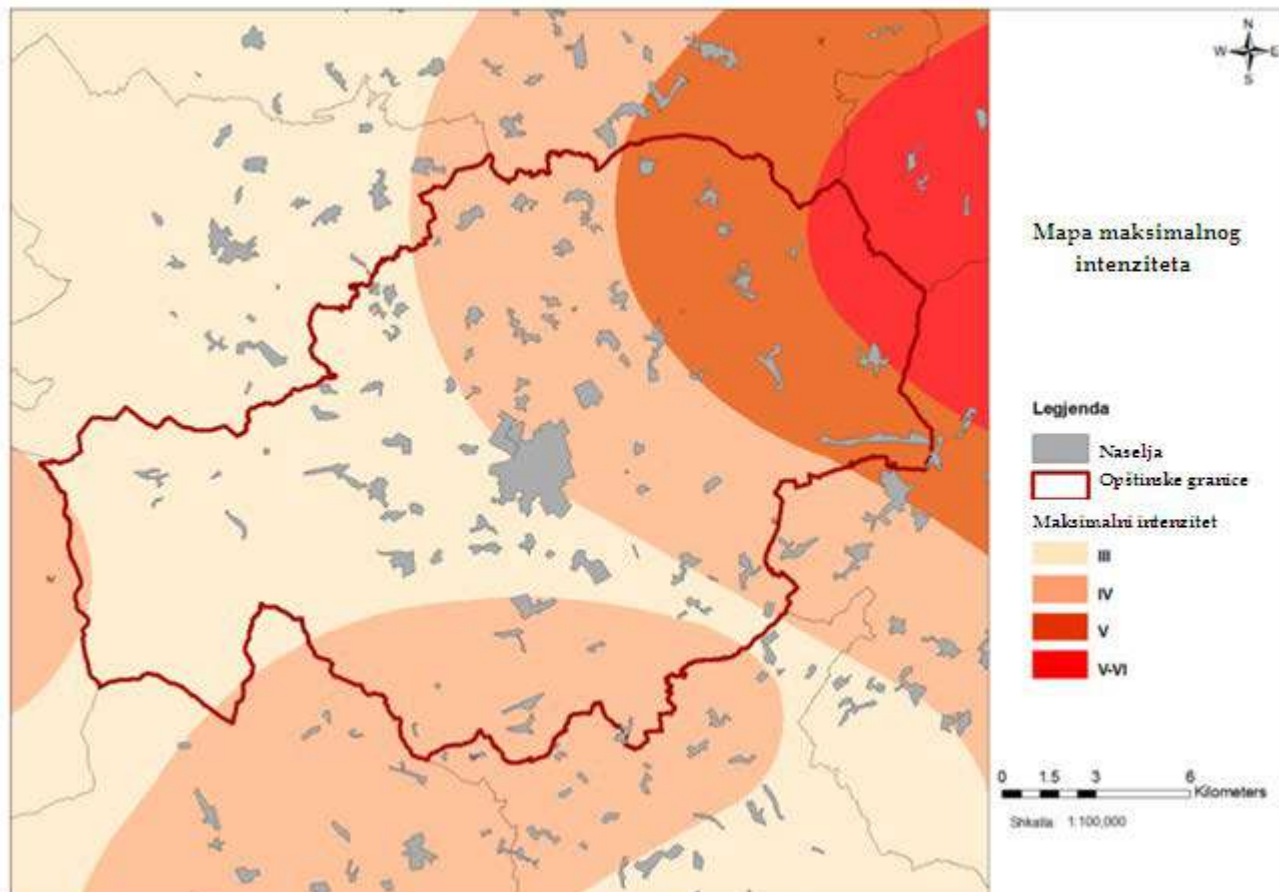 N
W E
S
Mapa maksimalnog
intenziteta
Legjenda
Naselja
Opštinske granice
Maksimalni intenzitet
III
IV
V
V-VI
0 1.5 3 6
Kilometers
Shkalla 1:100,000